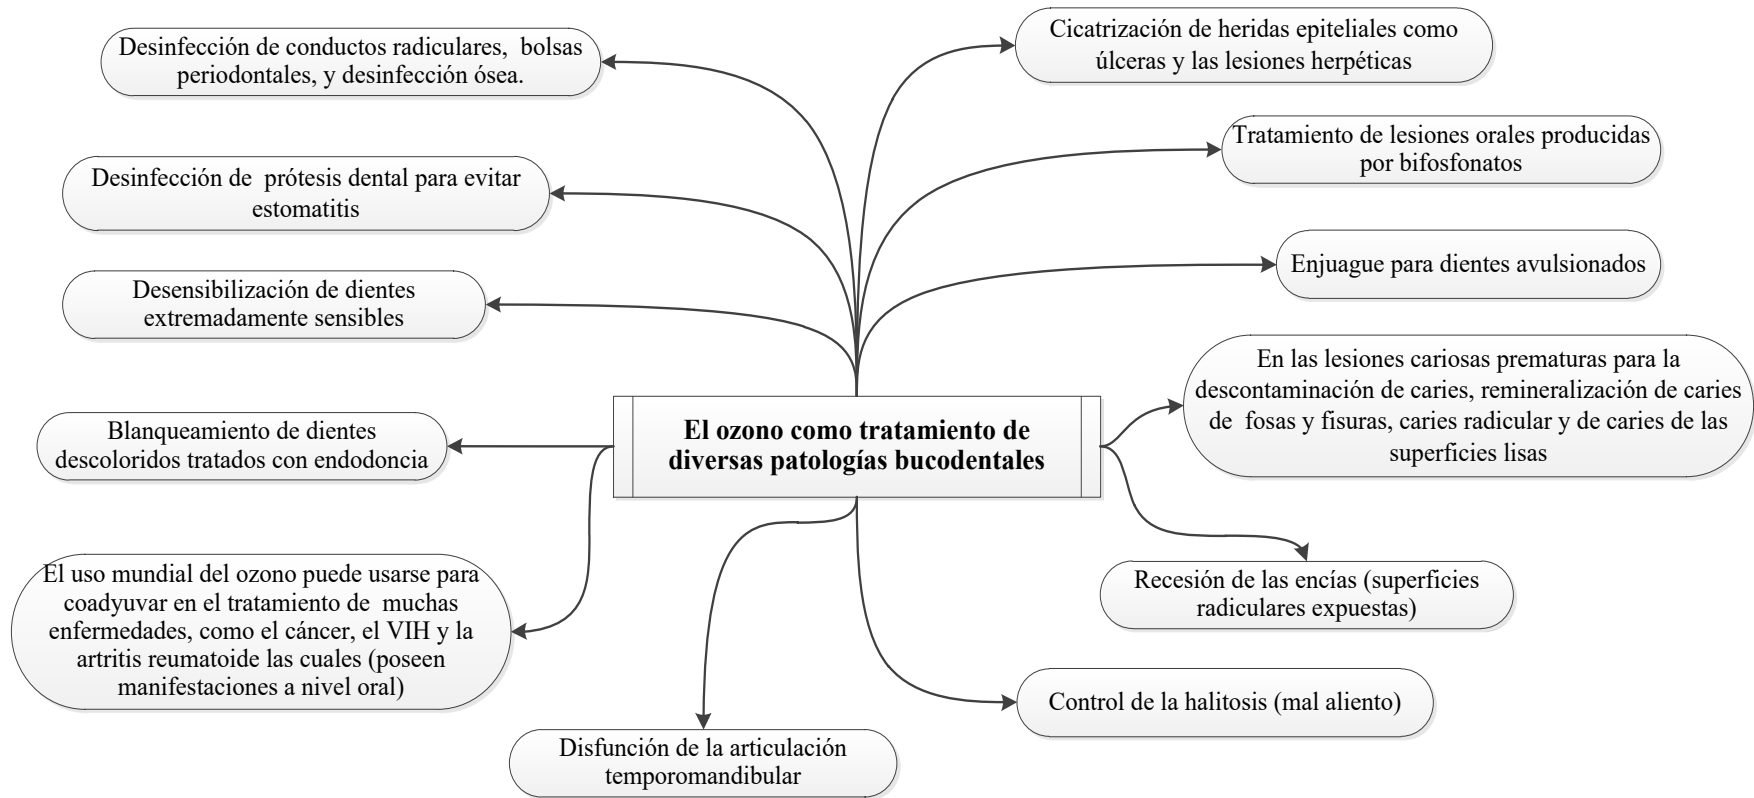 Desinfección de conductos radiculares, bolsas
periodontales, y desinfección ósea.
Cicatrización de heridas epiteliales como
úlceras y las lesiones herpéticas
Tratamiento de lesiones orales producidas
por bifosfonatos
Desinfección de prótesis dental para evitar
estomatitis
Enjuague para dientes avulsionados
Desensibilización de dientes
extremadamente sensibles
En las lesiones cariosas prematuras para la
descontaminación de caries, remineralización de caries
de fosas y fisuras, caries radicular y de caries de las
superficies lisas
El ozono como tratamiento de
diversas patologías bucodentales
Blanqueamiento de dientes
descoloridos tratados con endodoncia
El uso mundial del ozono puede usarse para
coadyuvar en el tratamiento de muchas
enfermedades, como el cáncer, el VIH y la
artritis reumatoide las cuales (poseen
manifestaciones a nivel oral)
Recesión de las encías (superficies
radiculares expuestas)
Control de la halitosis (mal aliento)
Disfunción de la articulación
temporomandibular